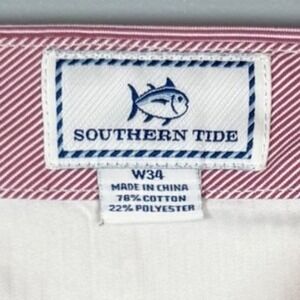 SOUTHERN TIDE
W34
MADE IN CHINA
78% COTTON
22% POLYESTER